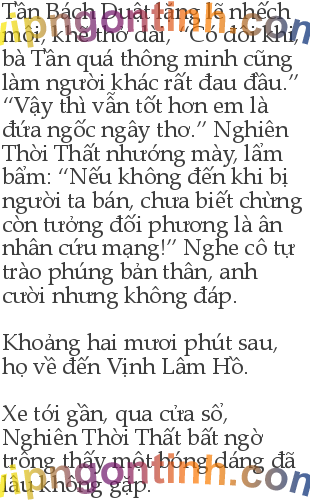 Tần Bách Duật lặng lẽ nhếch
môi, khẽ thở dài, “Có đôi khi,
bà Tần quá thông minh cũng
làm người khác rất đau đầu.”
“Vậy thì vẫn tốt hơn em là
đứa ngốc ngây thơ.” Nghiên
Thời Thất nhướng mày, lẩm
bẩm: “Nếu không đến khi bị
người ta bán, chưa biết chừng
còn tưởng đối phương là ân
nhân cứu mạng!” Nghe cô tự
trào phúng bản thân, anh
cười nhưng không đáp.
Khoảng hai mươi phút sau,
họ về đến Vịnh Lâm Hồ.
Xe tới gần, qua cửa sổ,
Nghiên Thời Thất bất ngờ
trông thấy một bóng dáng đã
lâu không gặp.
vipngontinh.com
vipngontinh.com